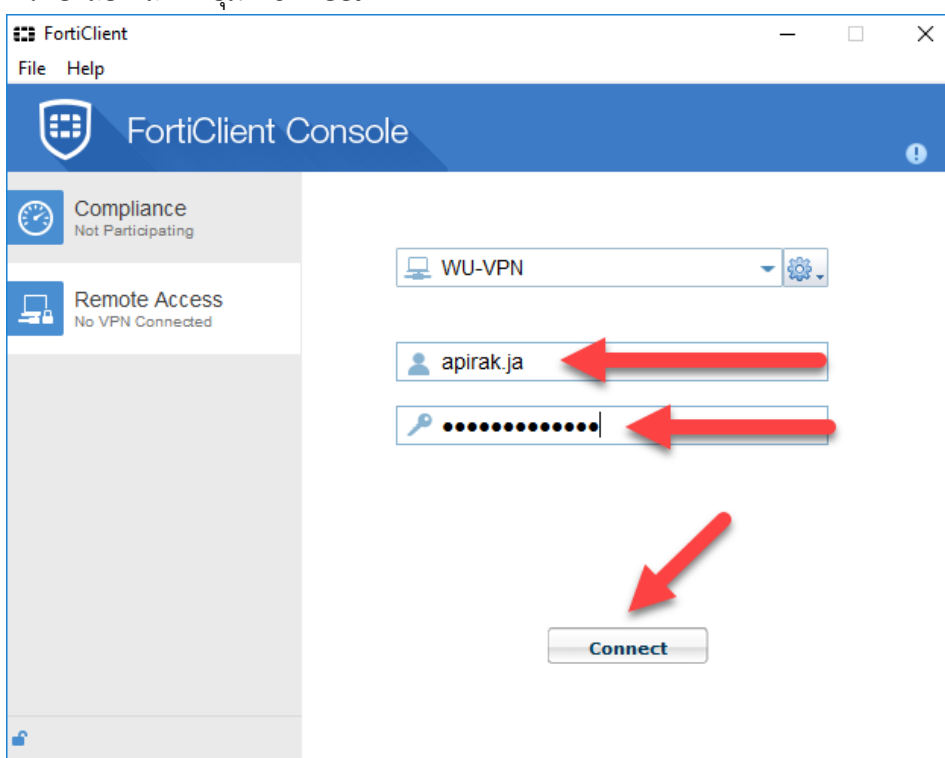 FortiClient
File Help
FortiClient Console
Compliance
Not Participating
Remote Access
No VPN Connected
WU-VPN
apirak.ja
•••••••••••••
Connect